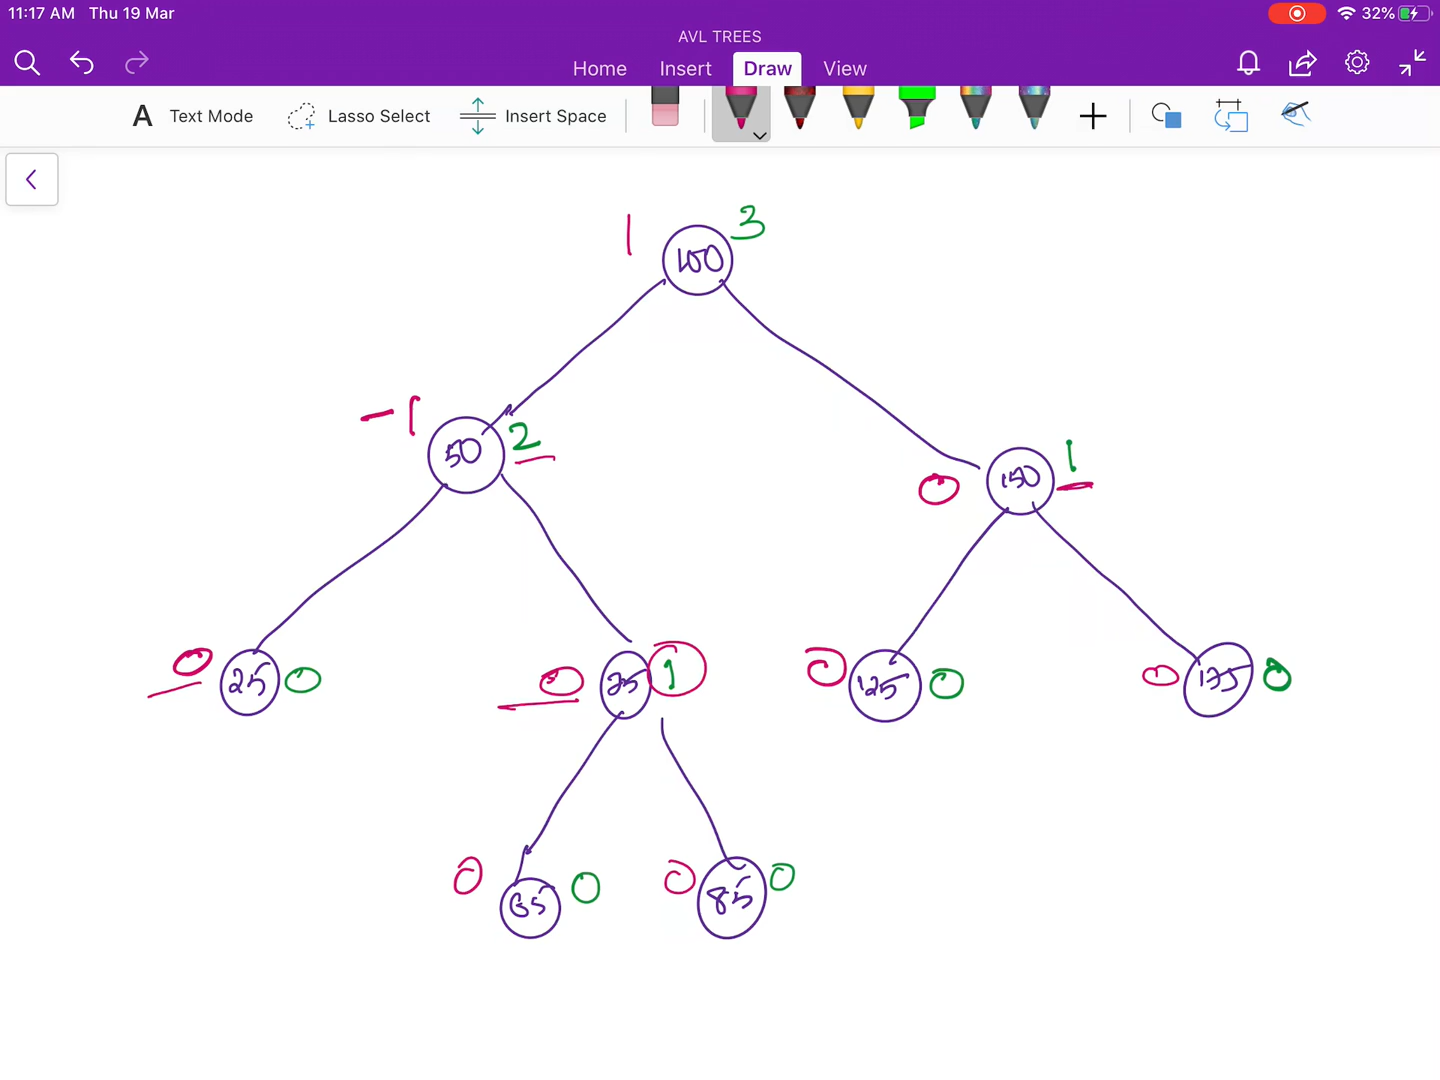 11:17 AM Thu 19 Mar
32%
AVL TREES
Home Insert Draw View
A Text Mode Lasso Select Insert Space
1 100 3
-1 50 2
0 150 1
0 25 0
0 75 1
0 125 0
0 175 0
0 65 0
0 85 0